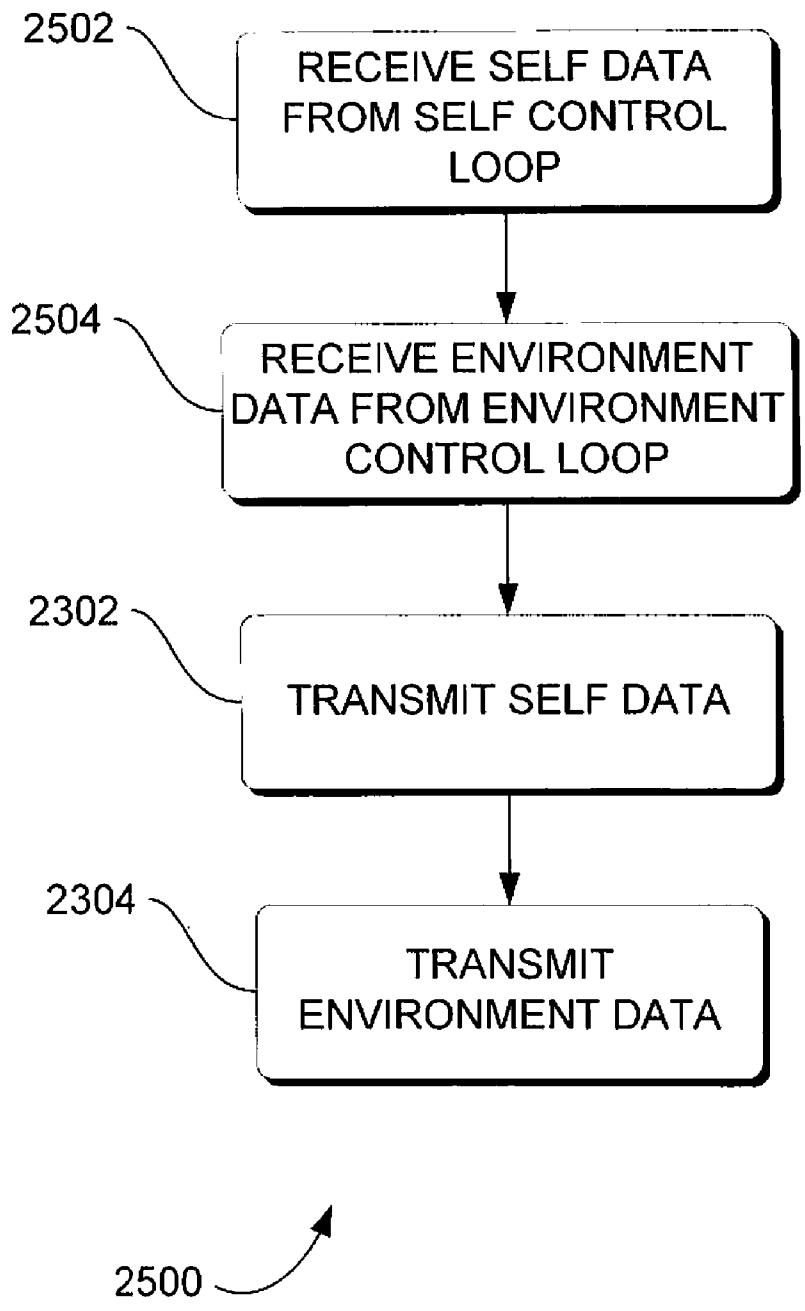 2502
RECEIVE SELF DATA
FROM SELF CONTROL
LOOP
2504
RECEIVE ENVIRONMENT
DATA FROM ENVIRONMENT
CONTROL LOOP
2302
TRANSMIT SELF DATA
2304
TRANSMIT
ENVIRONMENT DATA
2500